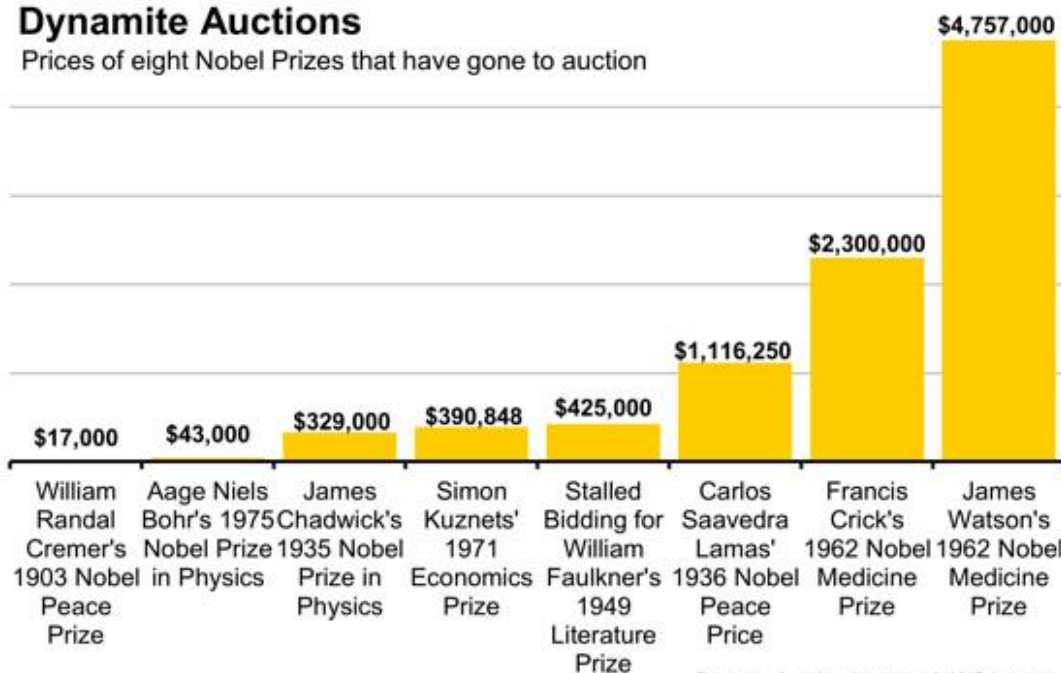 Dynamite Auctions
Prices of eight Nobel Prizes that have gone to auction
$17,000
$43,000
$329,000
$390,848
$425,000
$1,116,250
$2,300,000
$4,757,000
William
Randal
Cremer's
1903 Nobel
Peace
Prize
Aage Niels
Bohr's 1975
Nobel Prize
in Physics
James
Chadwick's
1935 Nobel
Prize in
Physics
Simon
Kuznets'
1971
Economics
Prize
Stalled
Bidding for
William
Faulkner's
1949
Literature
Prize
Carlos
Saavedra
Lamas'
1936 Nobel
Peace
Price
Francis
Crick's
1962 Nobel
Medicine
Prize
James
Watson's
1962 Nobel
Medicine
Prize